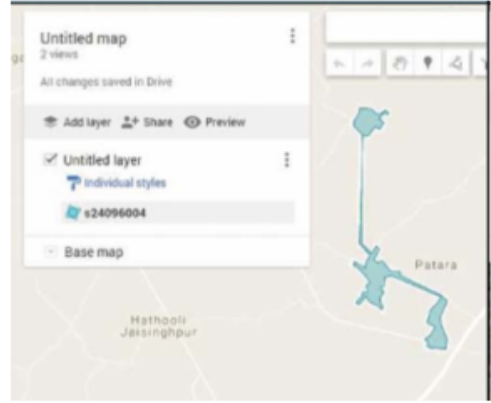 Untitled map
2 views
All changes saved in Drive
Add layer
Share
Preview
Untitled layer
Individual styles
s24096004
Base map
Patara
Hathooli
Jaisinghpur